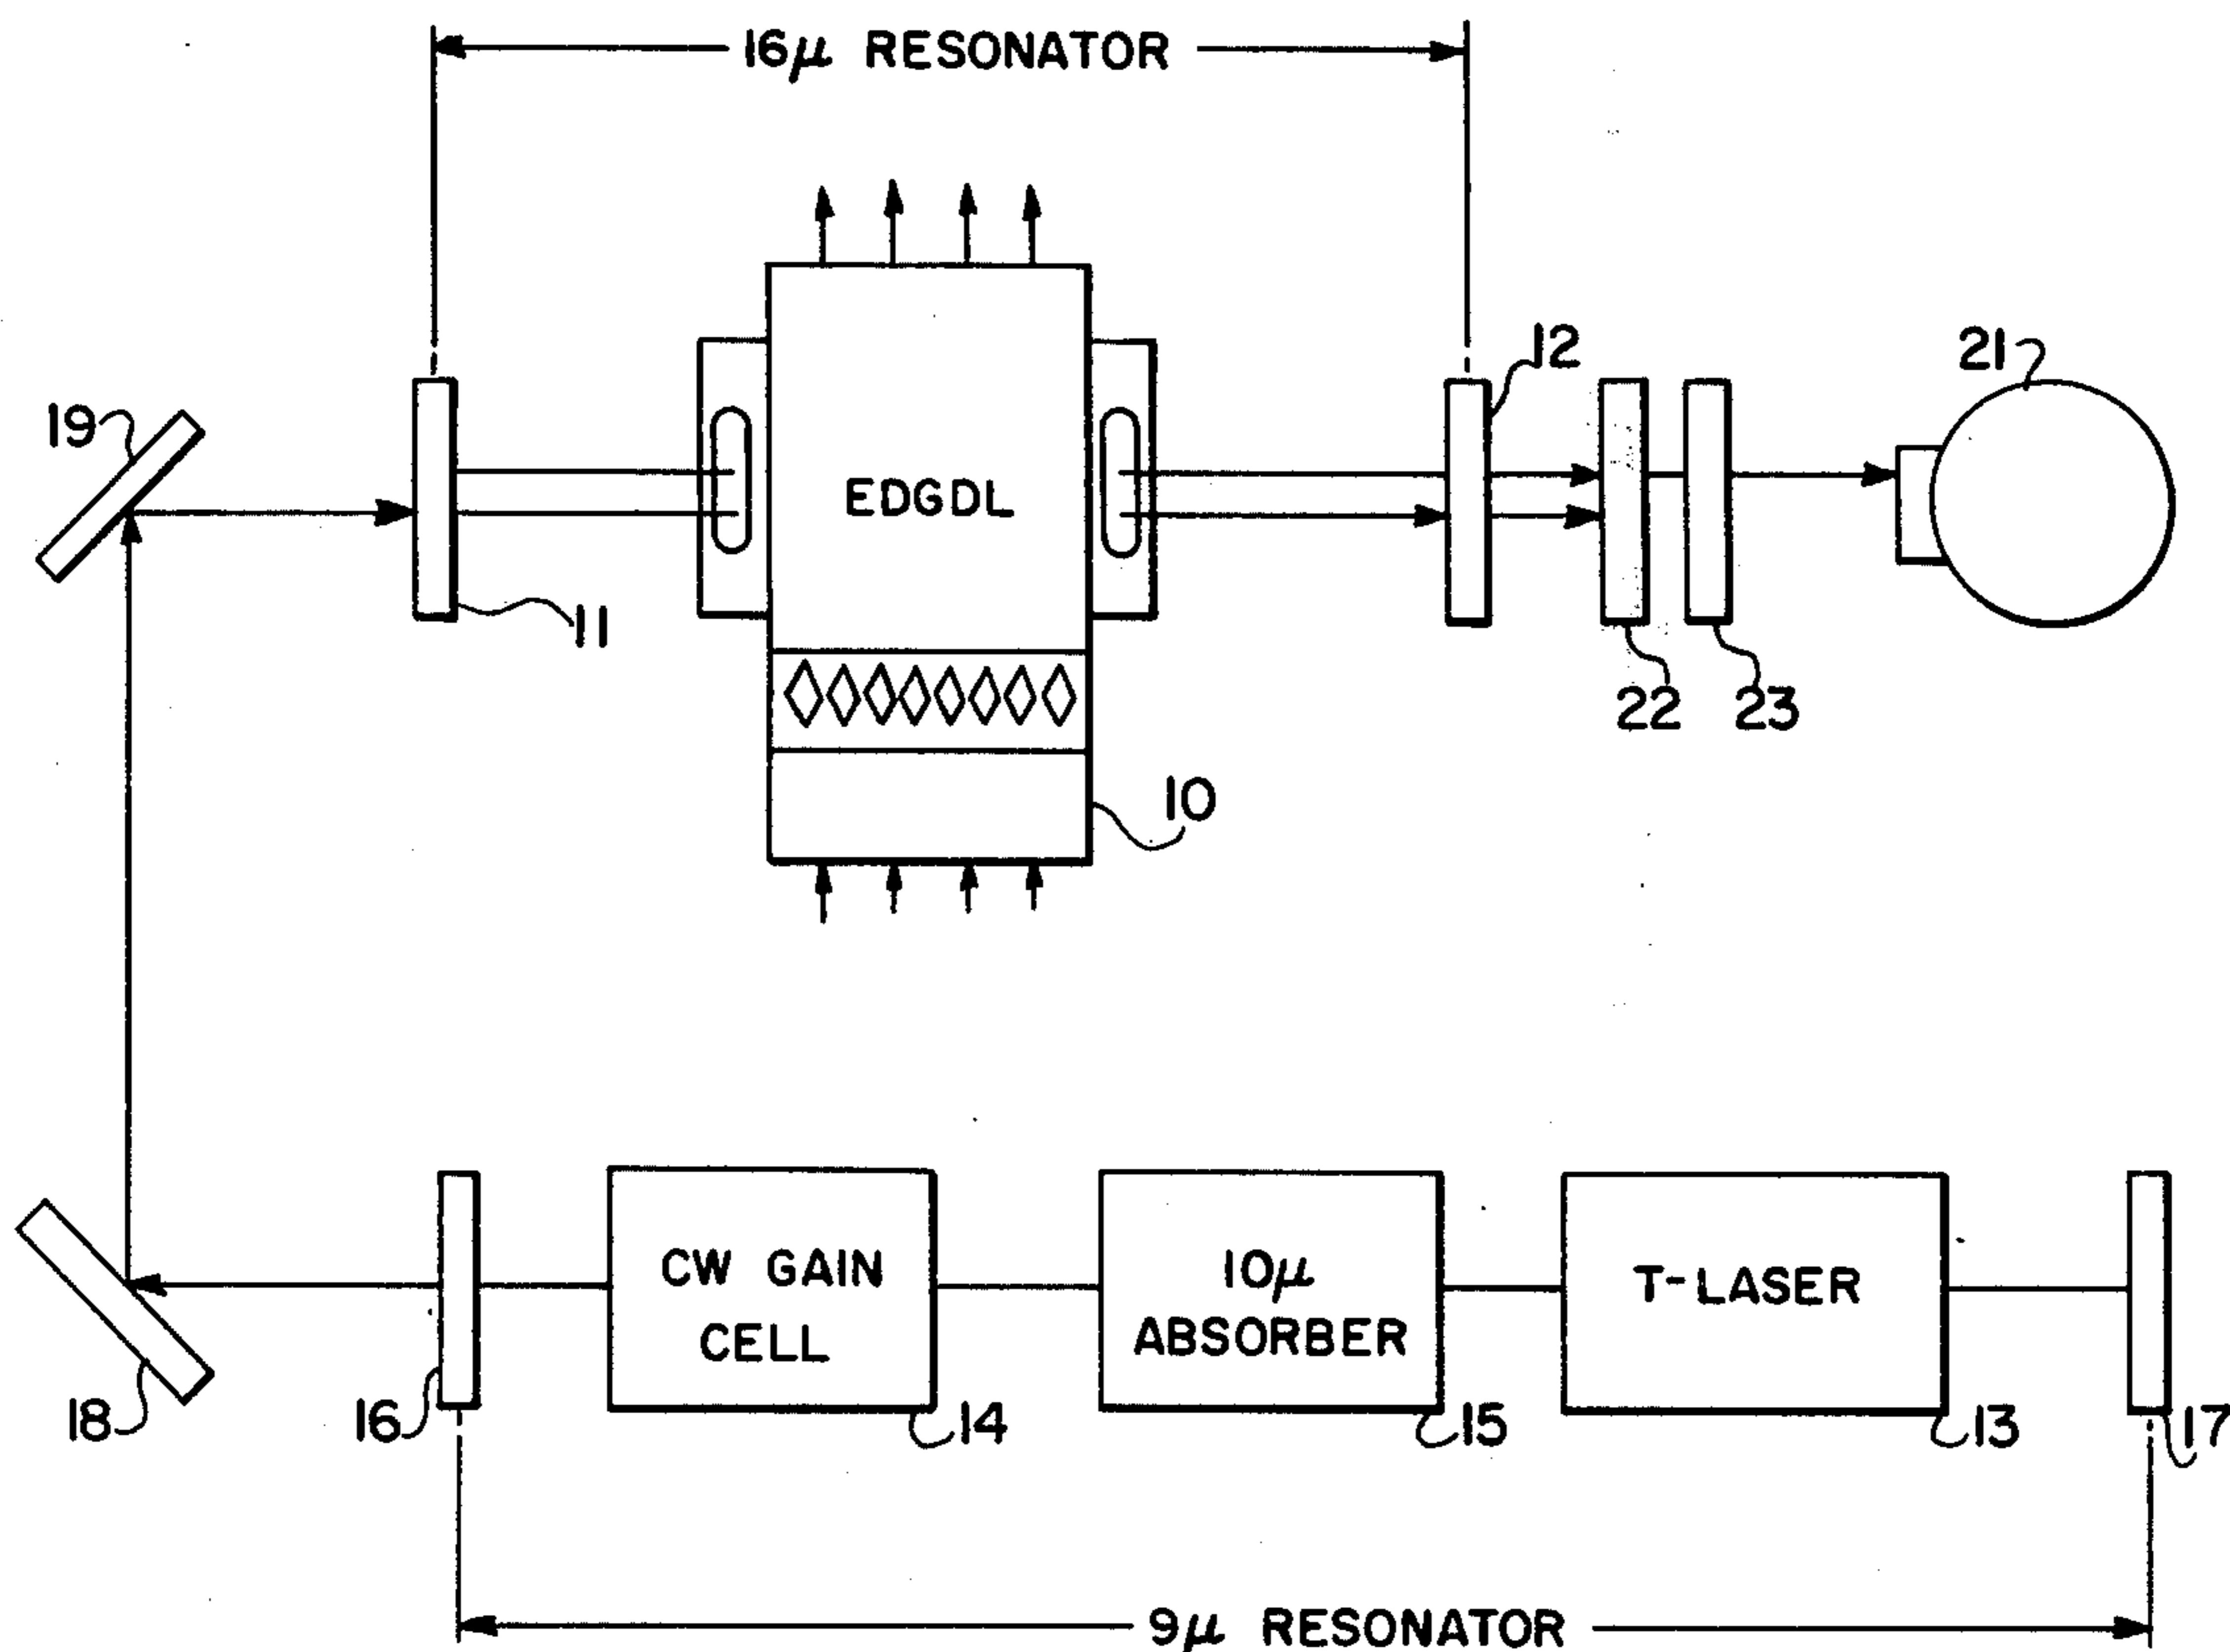 16μ RESONATOR
12
21
19
EDGDL
11
22
23
10
CW GAIN
CELL
10μ
ABSORBER
T-LASER
18
16
14
15
13
17
9μ RESONATOR